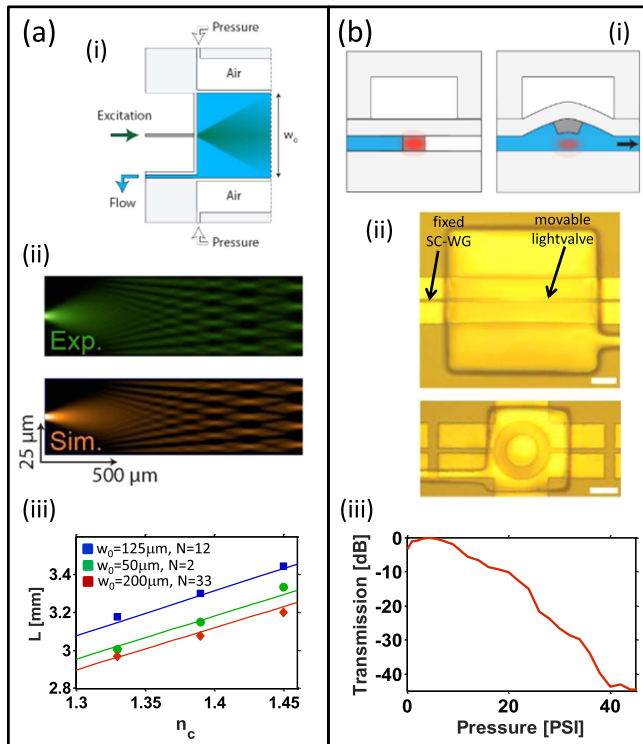 (a)
(i)
Pressure
Air
Excitation
w₀
Flow
Air
Pressure
(ii)
Exp.
Sim.
25 µm
500 µm
(iii)
w₀=125µm, N=12
w₀=50µm, N=2
w₀=200µm, N=33
L [mm]
3.4
3.2
3
2.8
1.3
1.35
1.4
1.45
n_c
(b)
(i)
(ii)
fixed
SC-WG
movable
lightvalve
(iii)
Transmission [dB]
0
-10
-20
-30
-40
0
20
40
Pressure [PSI]